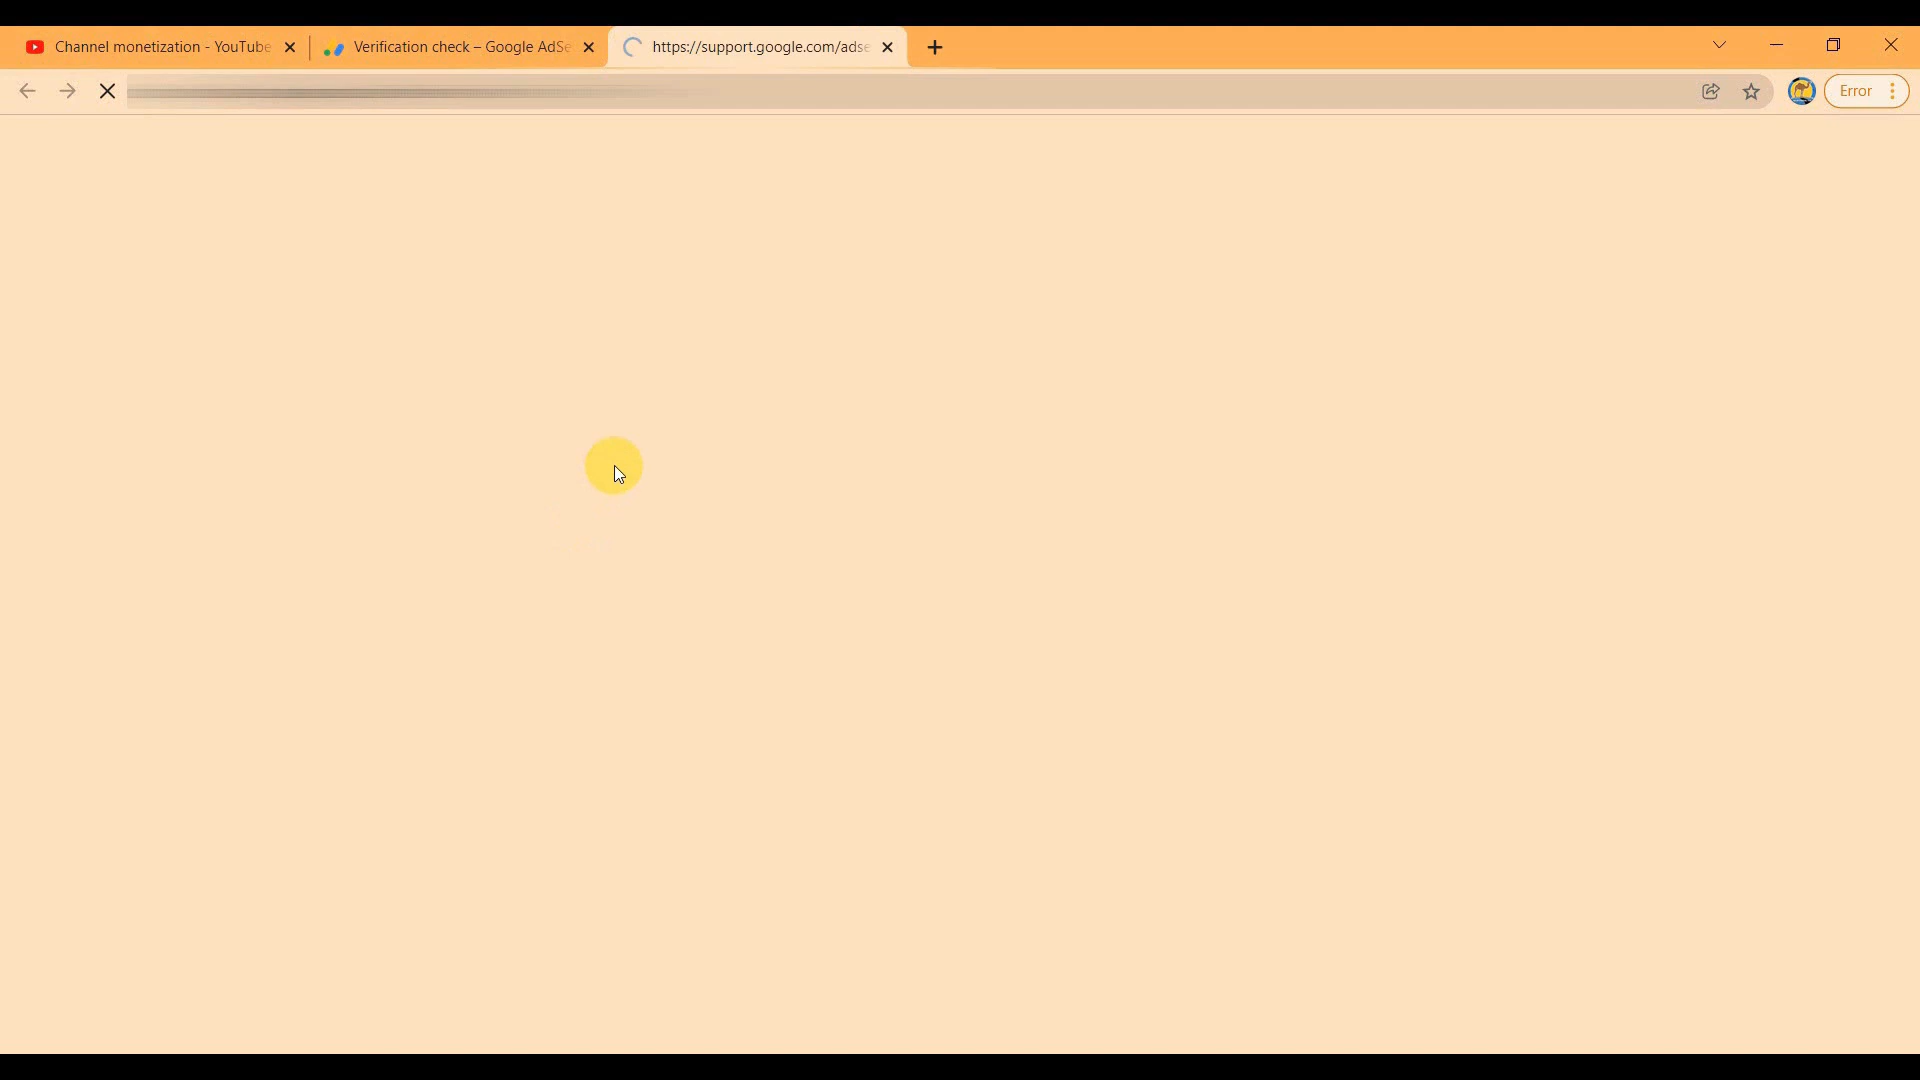 Channel monetization - YouTube
Verification check – Google AdSe
https://support.google.com/adse
Error